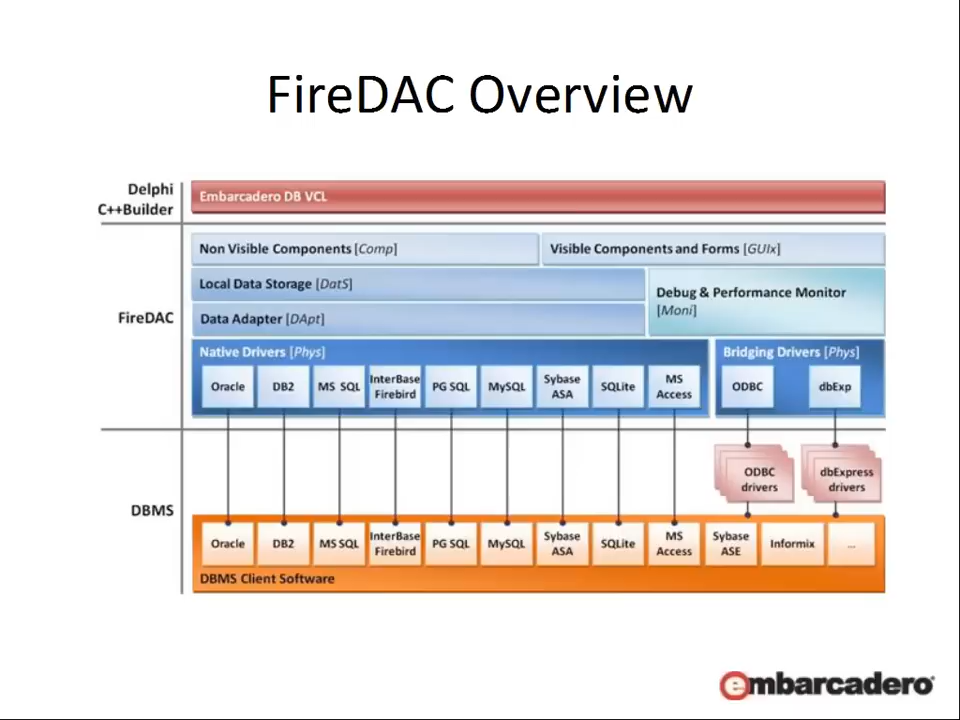 FireDAC Overview
Delphi
C++Builder
Embarcadero DB VCL
FireDAC
Non Visible Components [Comp]
Visible Components and Forms [GUIx]
Local Data Storage [DatS]
Debug & Performance Monitor
[Moni]
Data Adapter [DApt]
Native Drivers [Phys]
Bridging Drivers [Phys]
Oracle
DB2
MS SQL
InterBase
Firebird
PG SQL
MySQL
Sybase
ASA
SQLite
MS
Access
ODBC
dbExp
DBMS
ODBC
drivers
dbExpress
drivers
Oracle
DB2
MS SQL
InterBase
Firebird
PG SQL
MySQL
Sybase
ASA
SQLite
MS
Access
Sybase
ASE
Informix
...
DBMS Client Software
embarcadero®